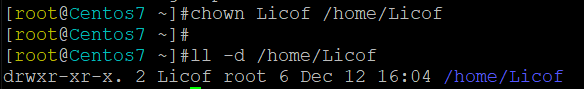 [root@Centos7 ~]#chown Licof /home/Licof
[root@Centos7 ~]#
[root@Centos7 ~]#ll -d /home/Licof
drwxr-xr-x. 2 Licof root 6 Dec 12 16:04 /home/Licof